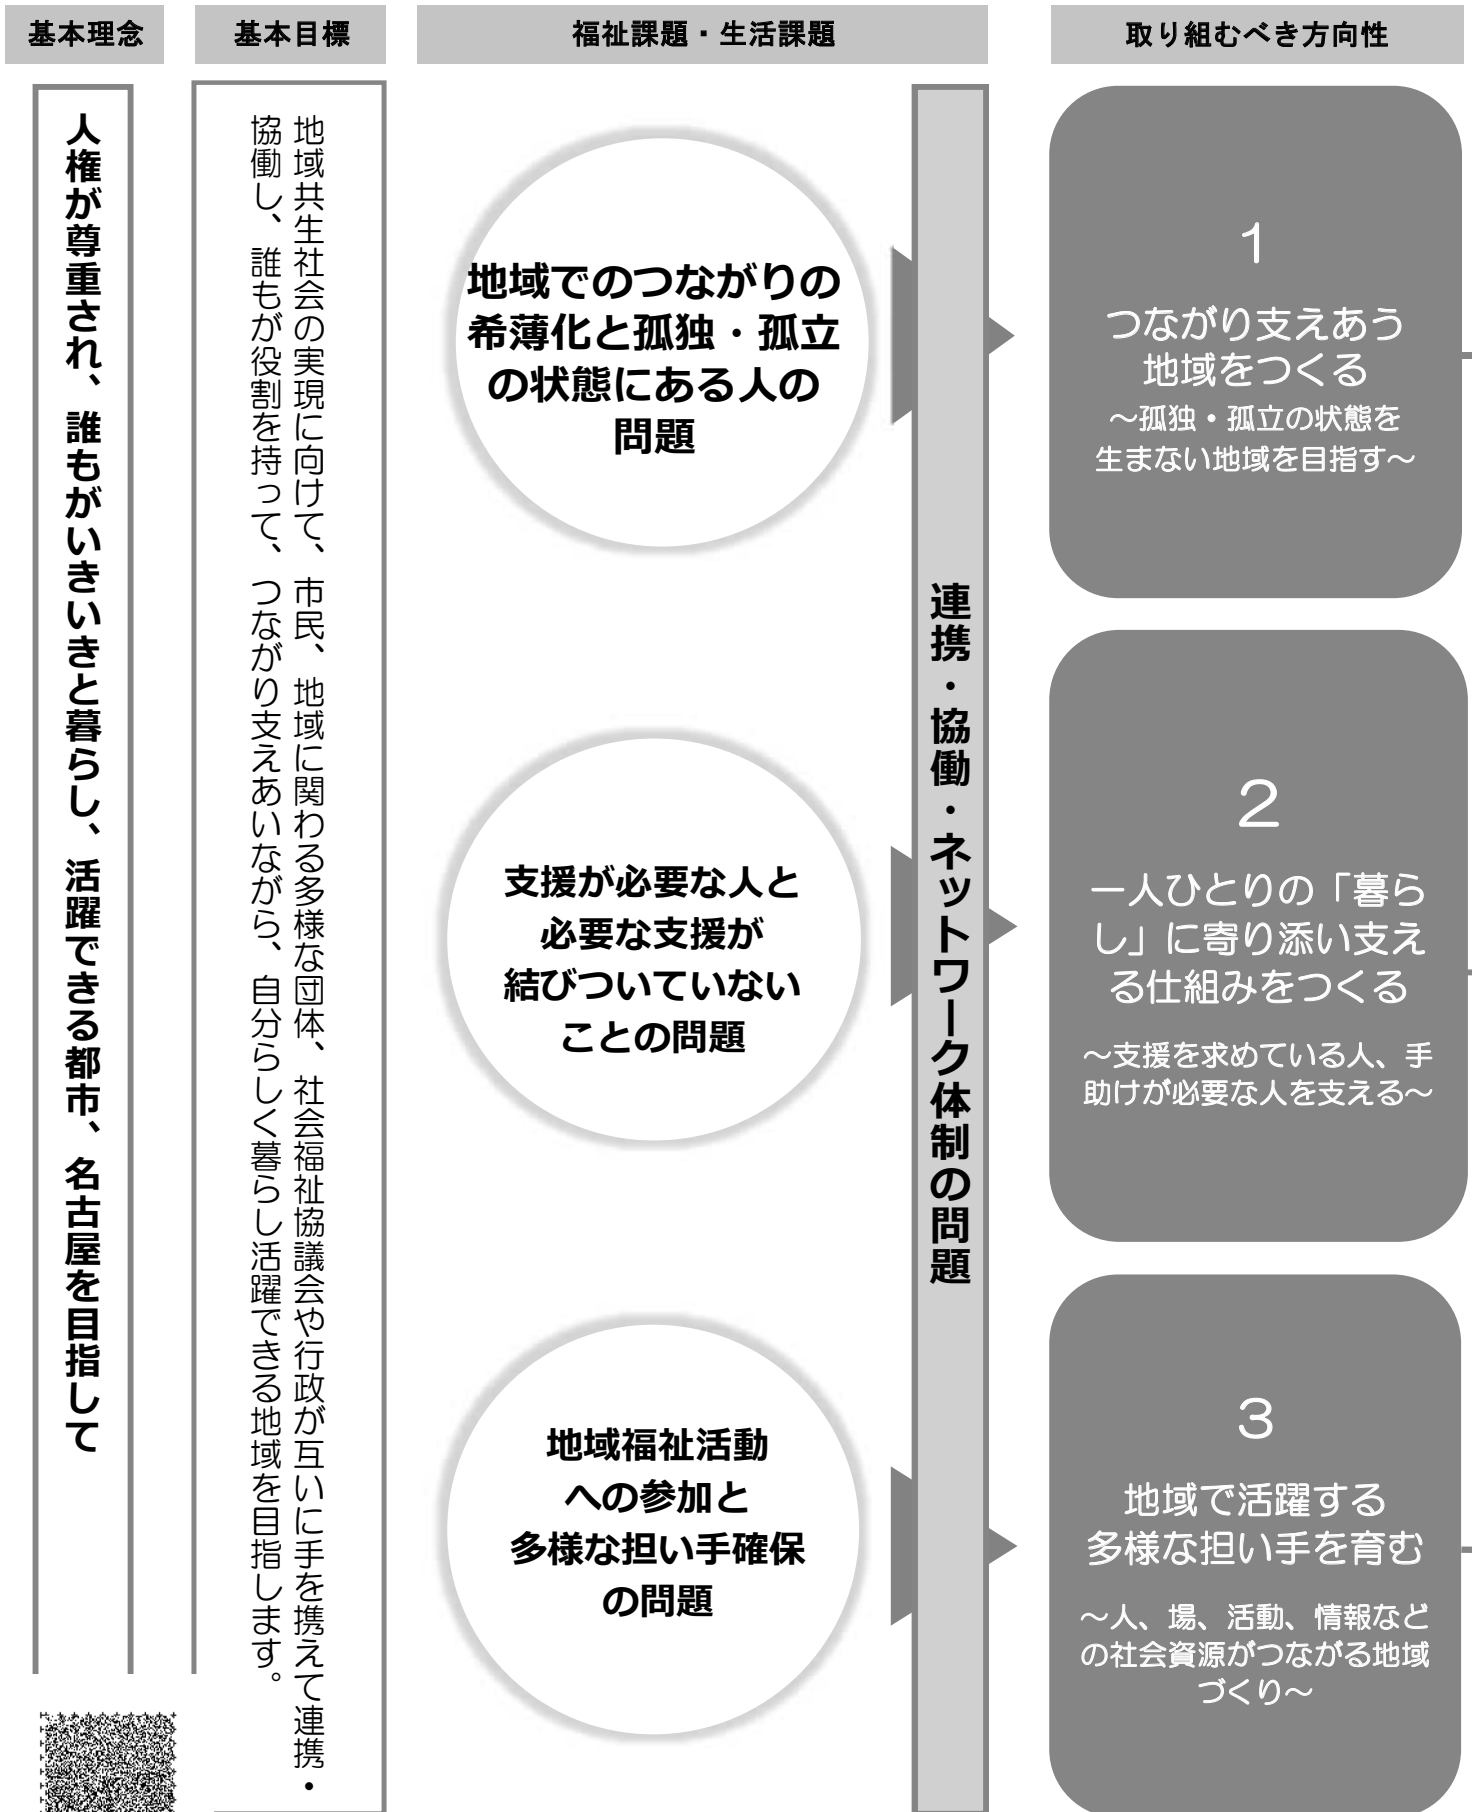 基本理念
基本目標
福祉課題・生活課題
取り組むべき方向性
人権が尊重され、誰もがいきいきと暮らし、活躍できる都市、名古屋を目指して
地域共生社会の実現に向けて、市民、地域に関わる多様な団体、社会福祉協議会や行政が互いに手を携えて連携・
協働し、誰もが役割を持って、つながり支えあいながら、自分らしく暮らし活躍できる地域を目指します。
地域でのつながりの
希薄化と孤独・孤立
の状態にある人の
問題
支援が必要な人と
必要な支援が
結びついていない
ことの問題
地域福祉活動
への参加と
多様な担い手確保
の問題
連携・協働・ネットワーク体制の問題
1
つながり支えあう
地域をつくる
～孤独・孤立の状態を
生まない地域を目指す～
2
一人ひとりの「暮ら
し」に寄り添い支え
る仕組みをつくる
～支援を求めている人、手
助けが必要な人を支える～
3
地域で活躍する
多様な担い手を育む
～人、場、活動、情報など
の社会資源がつながる地域
づくり～